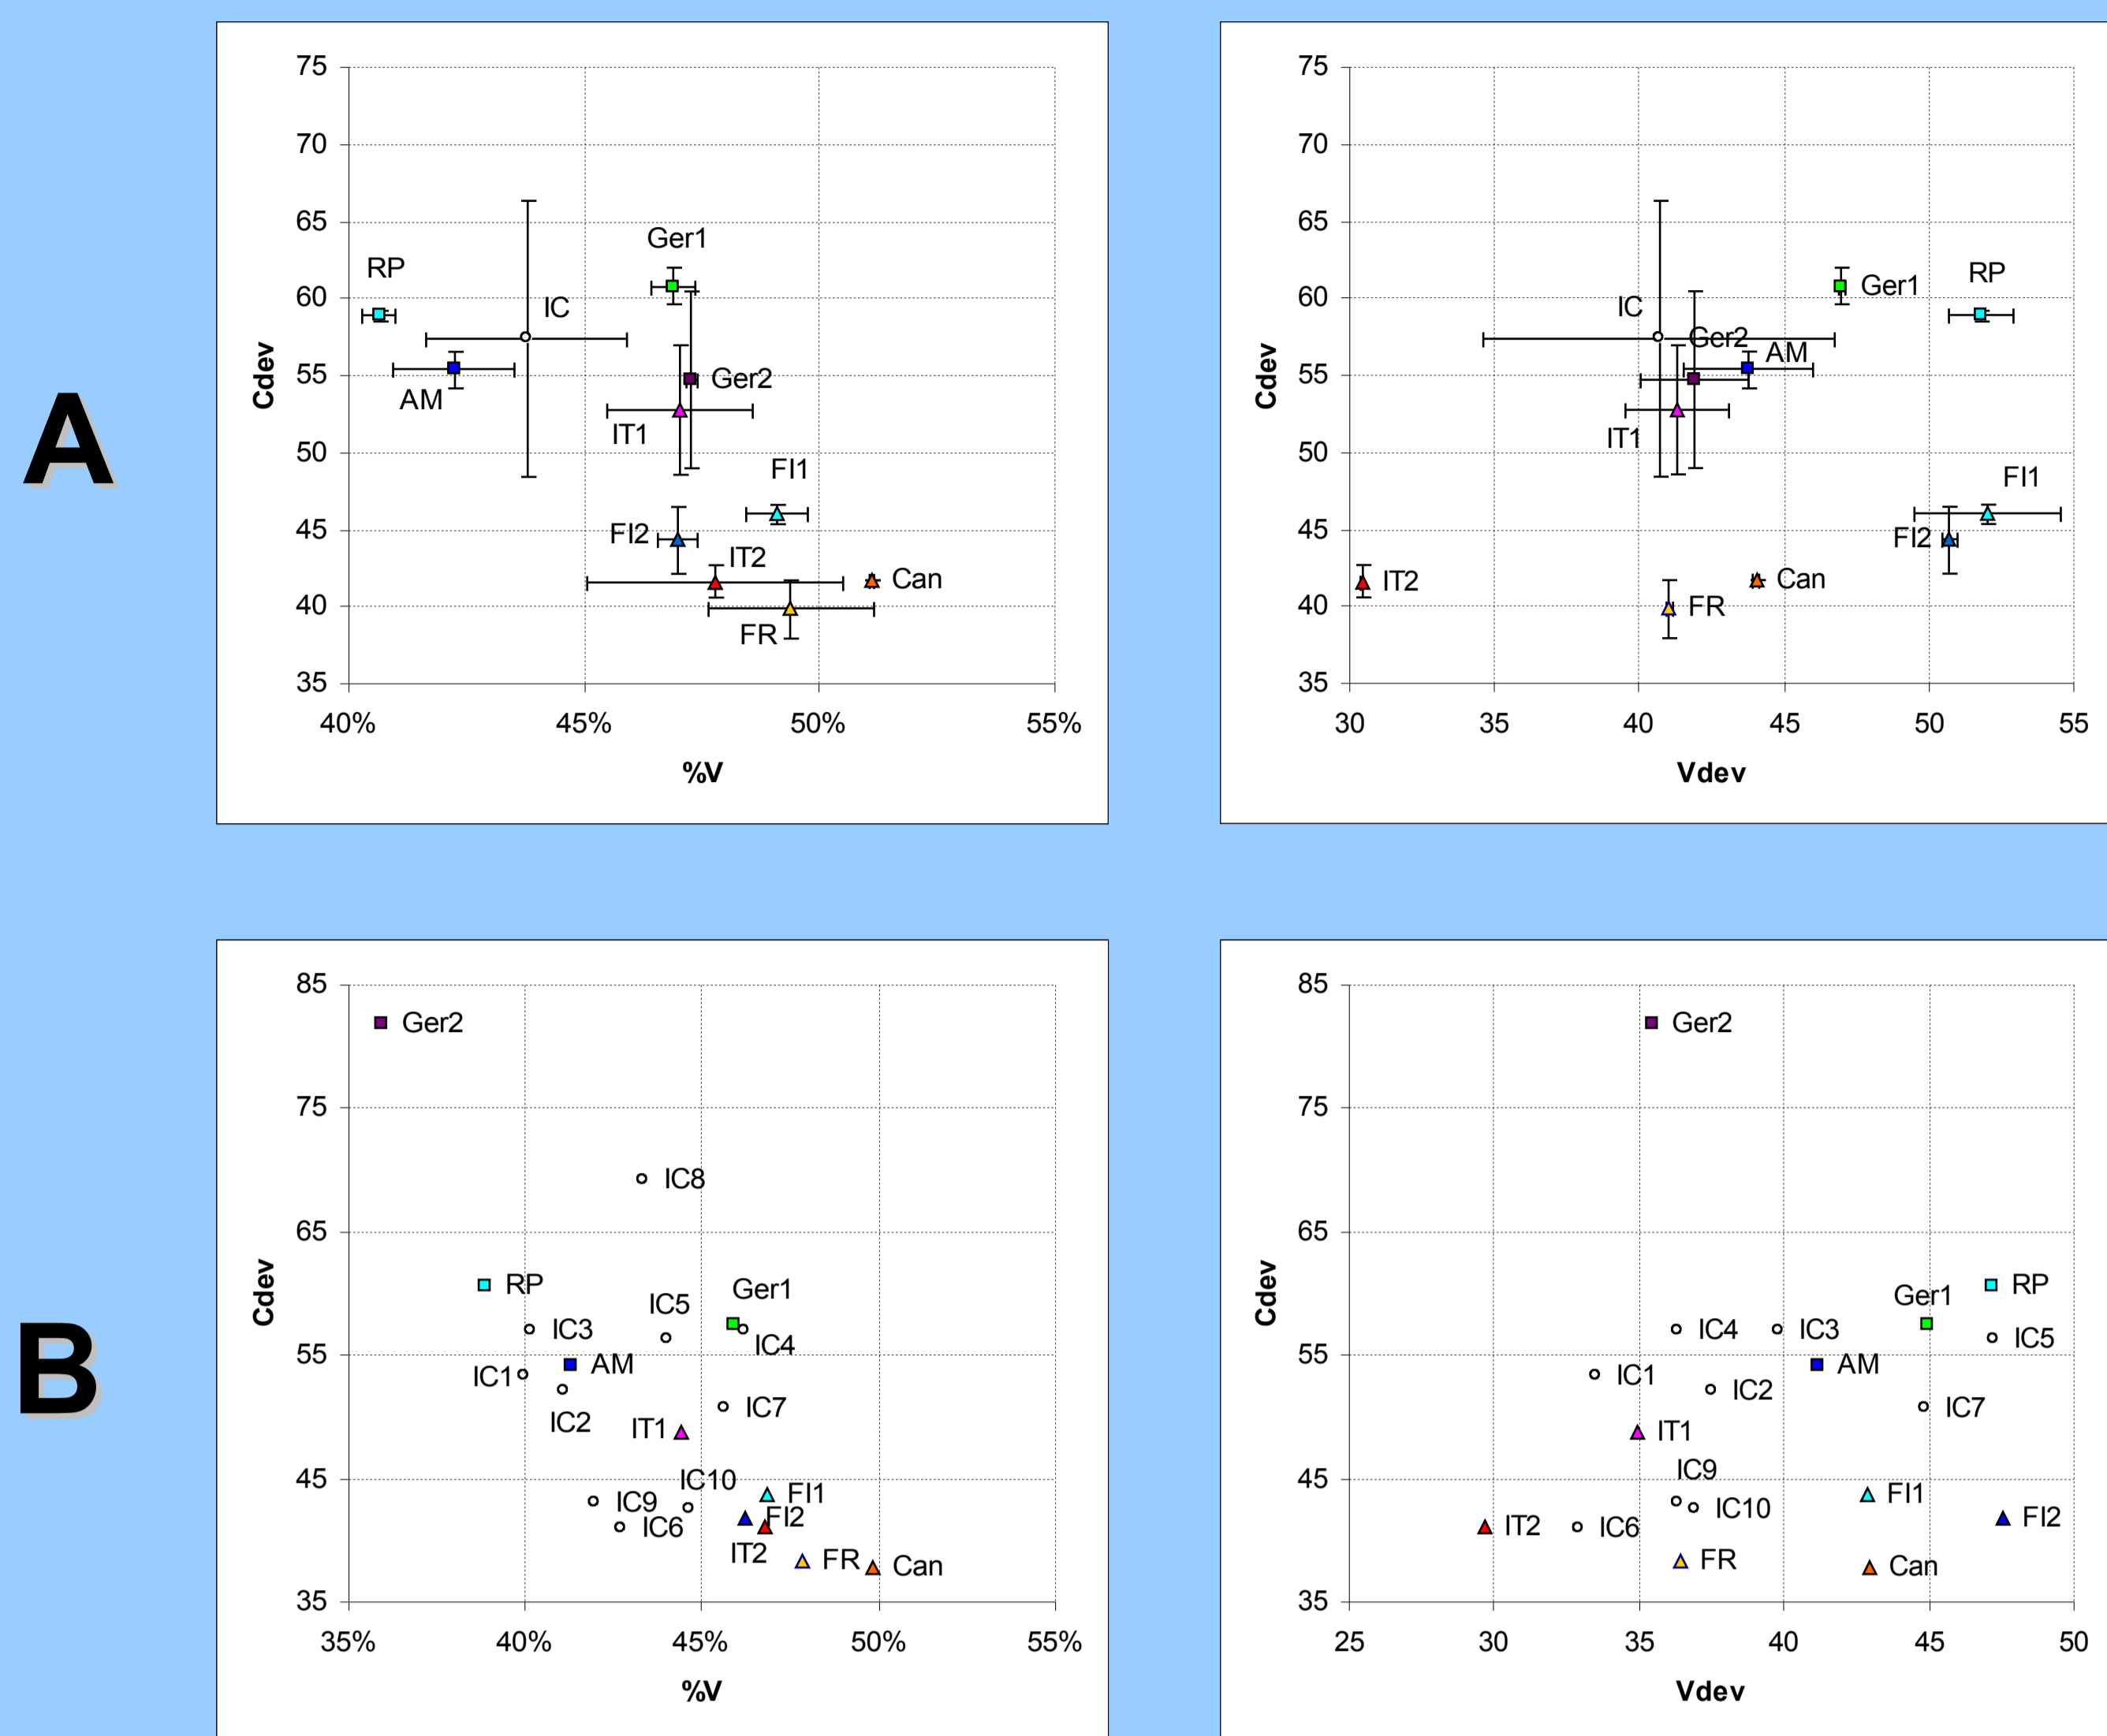 A
75
70
65
60
55
50
45
40
35
Cdev
RP
Ger1
IC
AM
Ger2
IT1
FI1
FI2
IT2
Can
FR
40%
45%
50%
55%
%V
75
70
65
60
55
50
45
40
35
Cdev
Ger1
RP
IC
Ger2
AM
IT1
FI1
FI2
IT2
Can
FR
30
35
40
45
50
55
Vdev
B
85
75
65
55
45
35
Cdev
Ger2
IC8
RP
Ger1
IC5
IC3
IC4
AM
IC1
IC2
IC7
IT1
IC10
FI1
IC9
FI2
IC6
IT2
FR
Can
35%
40%
45%
50%
55%
%V
85
75
65
55
45
35
Cdev
Ger2
RP
Ger1
IC4
IC3
IC5
AM
IC1
IC2
IC7
IT1
IC9
FI1
IC10
FI2
IT2
IC6
FR
Can
25
30
35
40
45
50
Vdev